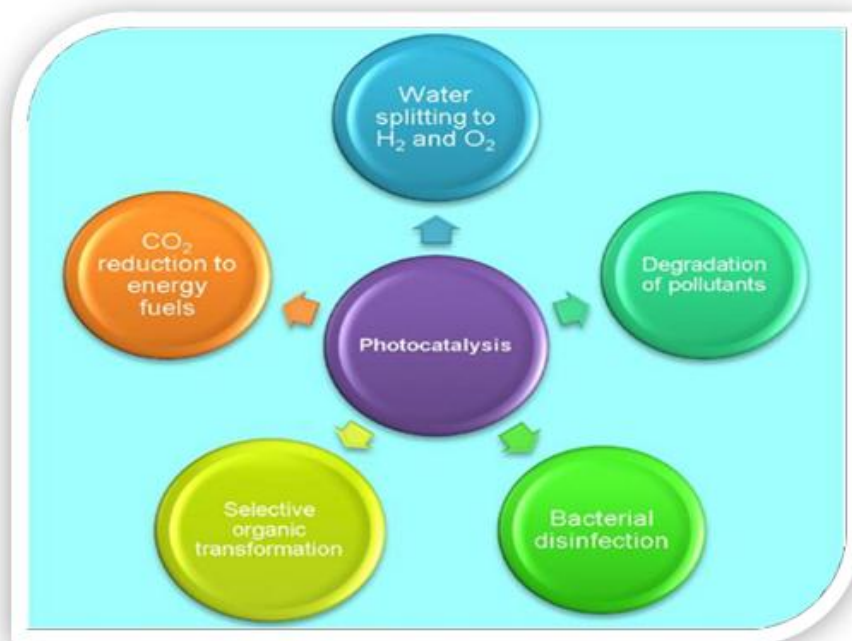 Water
splitting to
H₂ and O₂
CO₂
reduction to
energy
fuels
Degradation
of pollutants
Photocatalysis
Selective
organic
transformation
Bacterial
disinfection